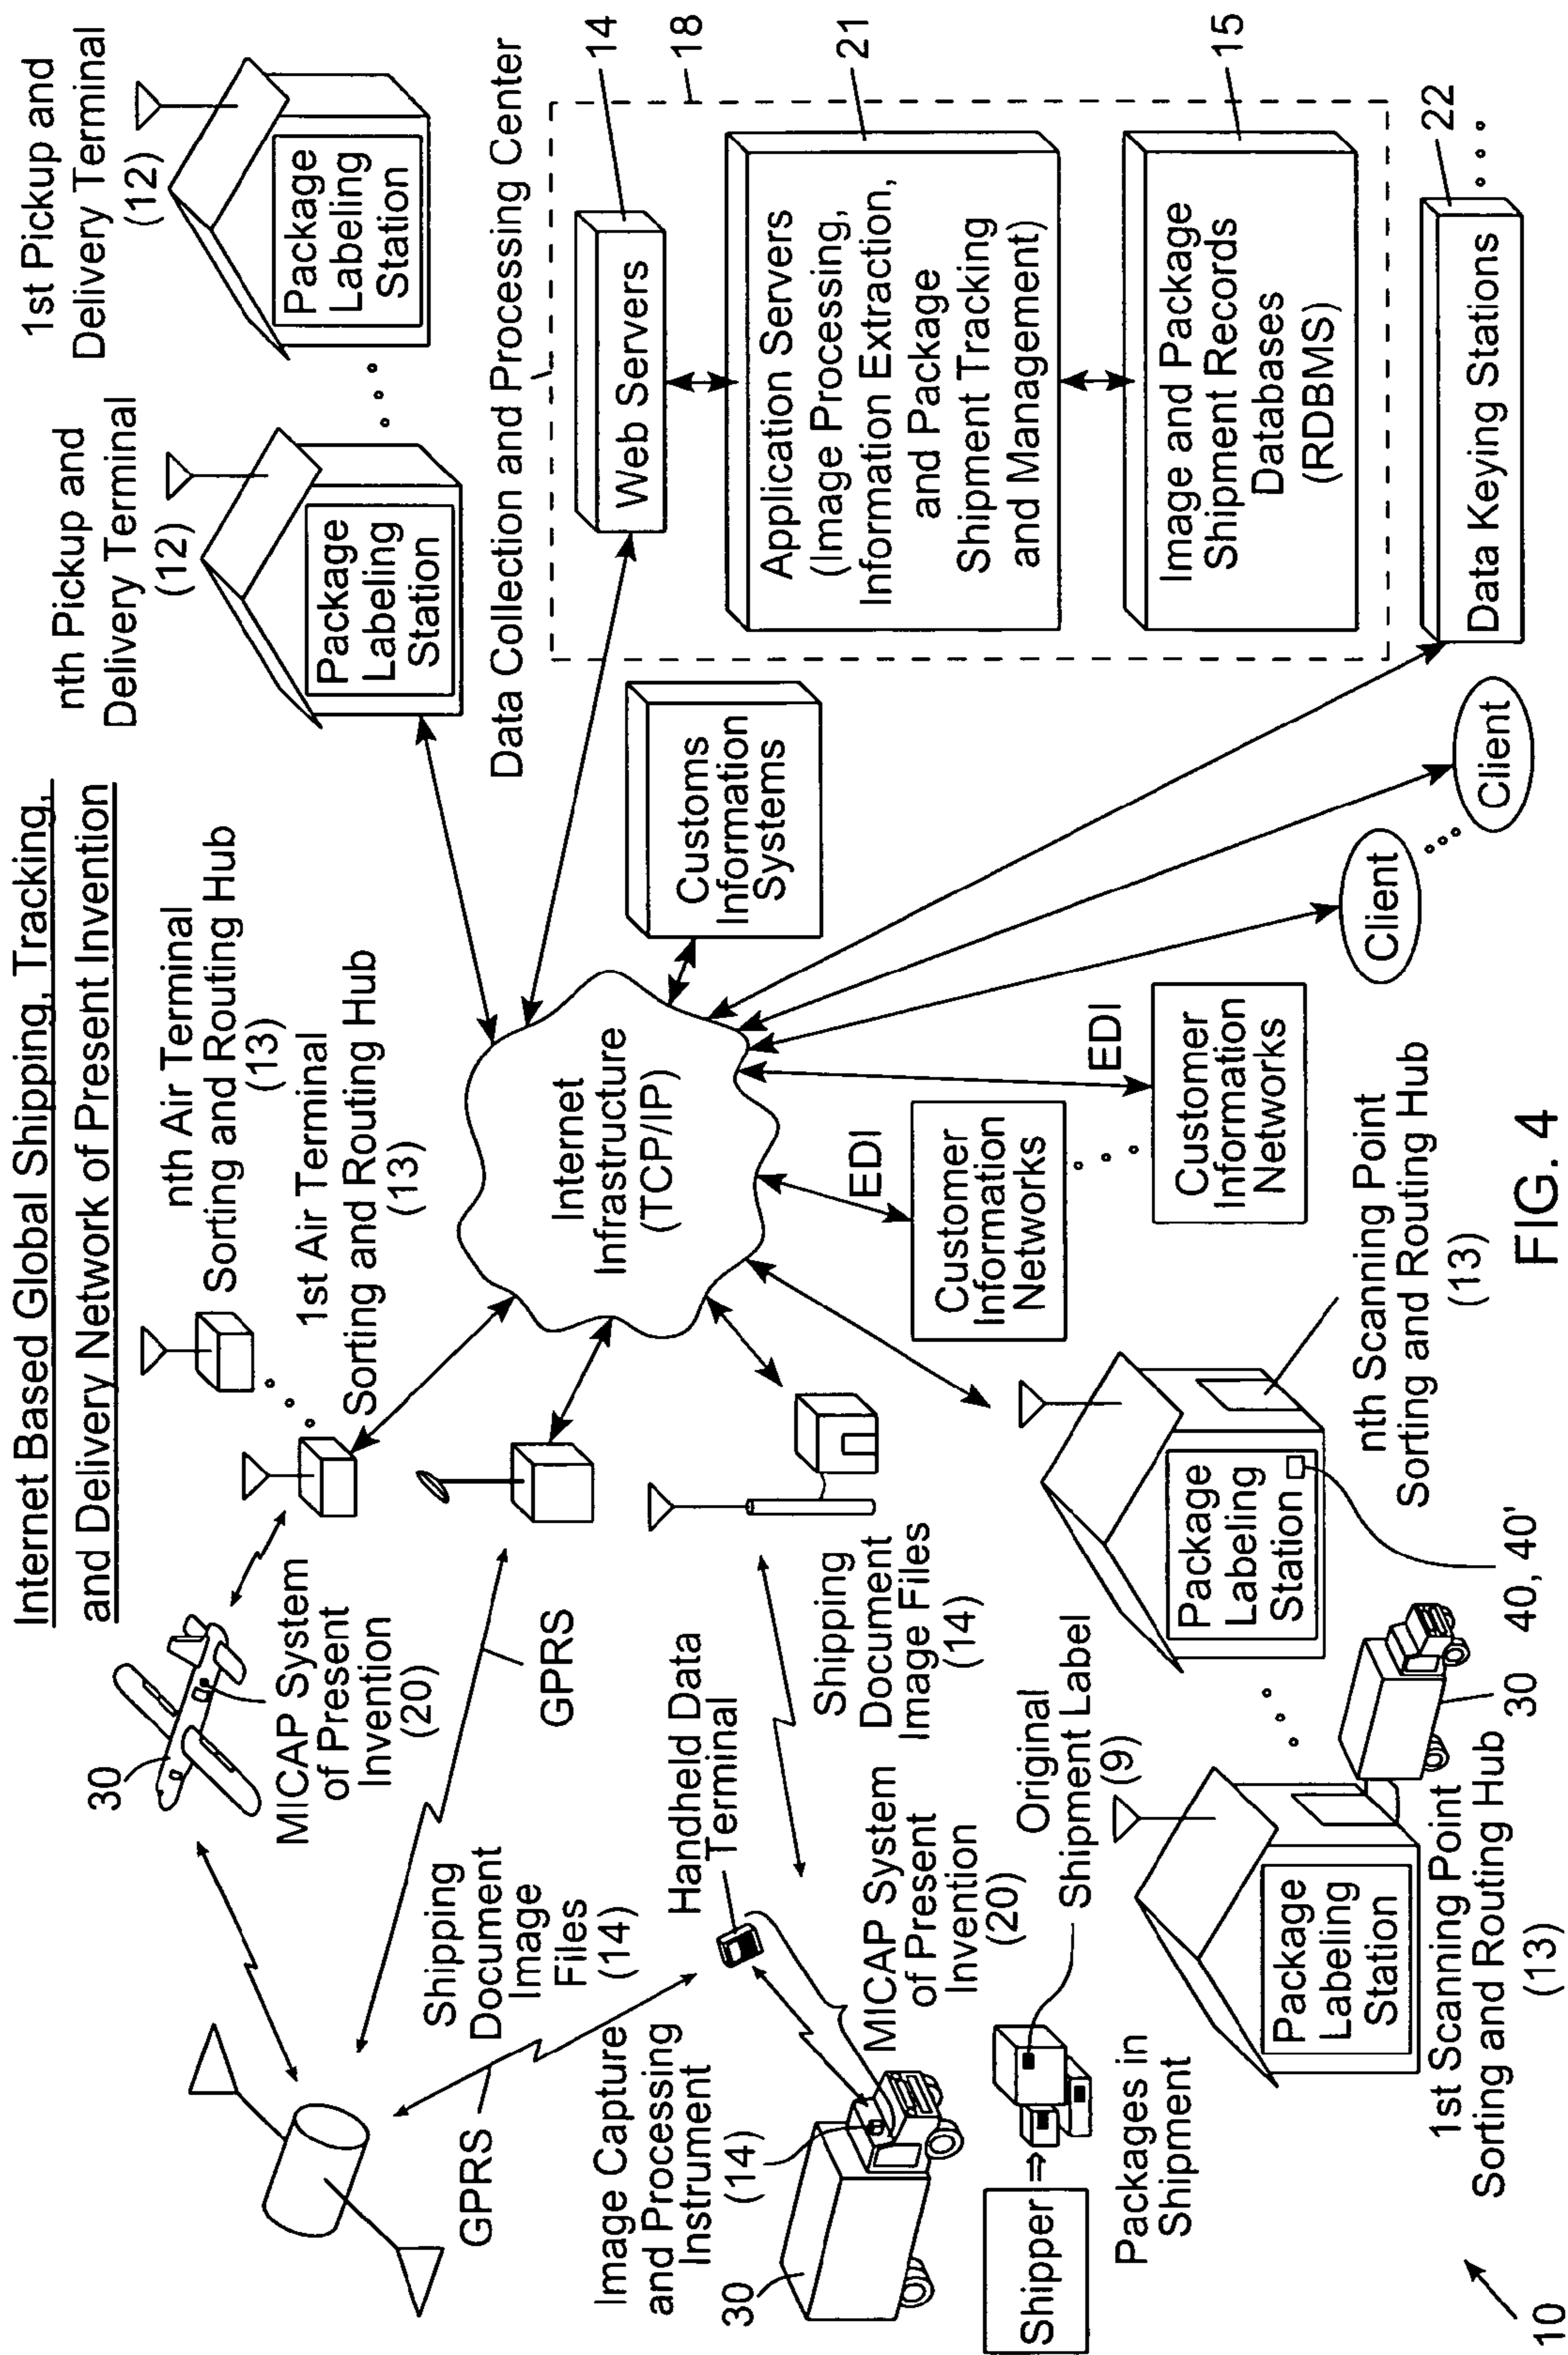 Internet Based Global Shipping, Tracking,
and Delivery Network of Present Invention
1st Pickup and
Delivery Terminal
(12)
Package
Labeling
Station
nth Pickup and
Delivery Terminal
(12)
Package
Labeling
Station
nth Air Terminal
Sorting and Routing Hub
(13)
1st Air Terminal
Sorting and Routing Hub
(13)
30
MICAP System
of Present
Invention
(20)
GPRS
Shipping
Document
Image
Files
(14)
GPRS
Handheld Data
Terminal
Shipping
Document
Image Files
(14)
Image Capture
and Processing
Instrument
(14)
30
MICAP System
of Present
Invention
(20)
Original
Shipment Label
(9)
Shipper
⇒
Packages in
Shipment
Internet
Infrastructure
(TCP/IP)
Data Collection and Processing Center
14
18
Web Servers
21
Application Servers
(Image Processing,
Information Extraction,
and Package
Shipment Tracking
and Management)
15
Image and Package
Shipment Records
Databases
(RDBMS)
22
Data Keying Stations
Customs
Information
Systems
Client
Client
EDI
Customer
Information
Networks
EDI
Customer
Information
Networks
Package
Labeling
Station
nth Scanning Point
Sorting and Routing Hub
(13)
40, 40'
30
Package
Labeling
Station
1st Scanning Point
Sorting and Routing Hub
(13)
10
FIG. 4